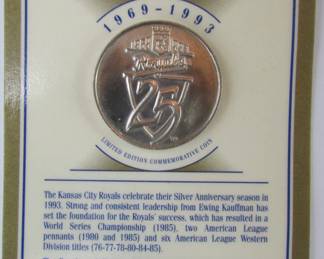 1969-1993
Royals
25
LIMITED EDITION COMMEMORATIVE COIN
The Kansas City Royals celebrate their Silver Anniversary season in
1993. Strong and consistent leadership from Ewing Kauffman has
set the foundation for the Royals' success, which has resulted in a
World Series Championship (1985), two American League
pennants (1980 and 1985) and six American League Western
Division titles (76-77-78-80-84-85).